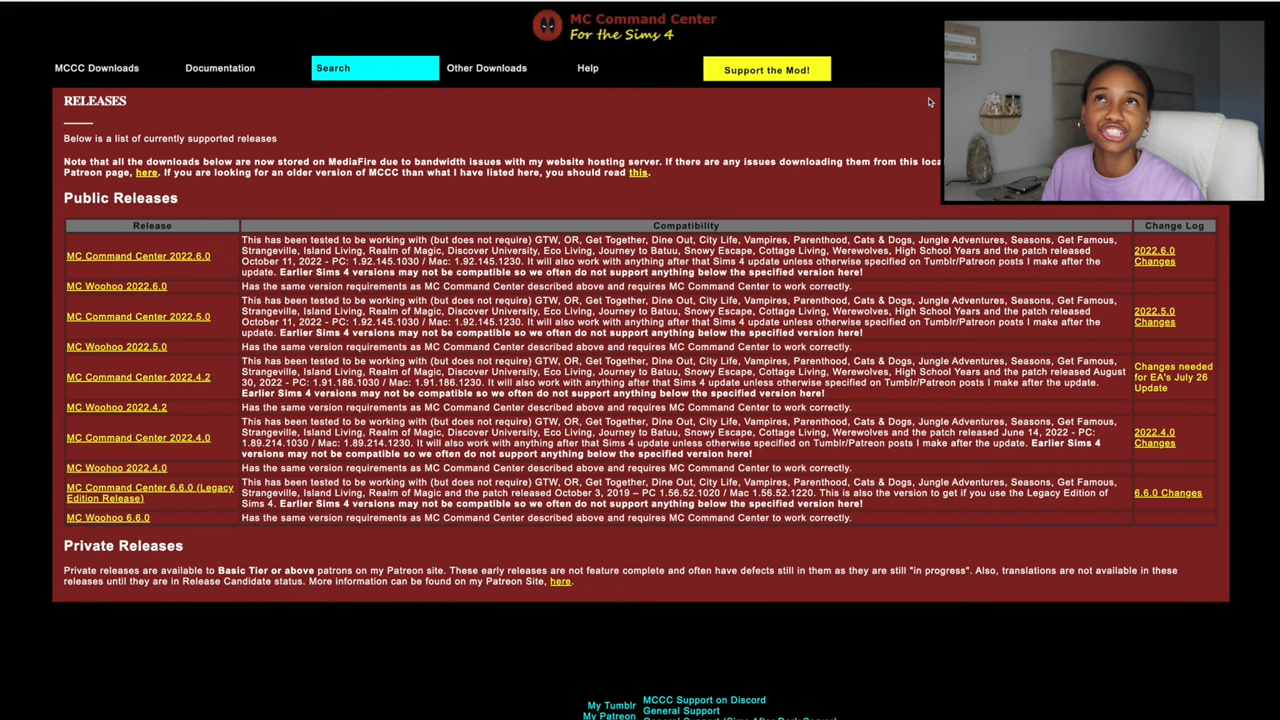 MC Command Center
For the Sims 4
MCCC Downloads
Documentation
Search
Other Downloads
Help
Support the Mod!
RELEASES
Below is a list of currently supported releases
Note that all the downloads below are now stored on MediaFire due to bandwidth issues with my website hosting server. If there are any issues downloading them from this
Patreon page, here. If you are looking for an older version of MCCC than what I have listed here, you should read this.
Public Releases
Release Compatibility Change Log
MC Command Center 2022.6.0
This has been tested to be working with (but does not require) GTW, OR, Get Together, Dine Out, City Life, Vampires, Parenthood, Cats & Dogs, Jungle Adventures, Seasons, Get Famous,
Strangeville, Island Living, Realm of Magic, Discover University, Eco Living, Journey to Batuu, Snowy Escape, Cottage Living, Werewolves, High School Years and the patch released
October 11, 2022 - PC: 1.92.145.1030 / Mac: 1.92.145.1230. It will also work with anything after that Sims 4 update unless otherwise specified on Tumblr/Patreon posts I make after the
update. Earlier Sims 4 versions may not be compatible so we often do not support anything below the specified version here!
2022.6.0
Changes
MC Woohoo 2022.6.0
Has the same version requirements as MC Command Center described above and requires MC Command Center to work correctly.
MC Command Center 2022.5.0
This has been tested to be working with (but does not require) GTW, OR, Get Together, Dine Out, City Life, Vampires, Parenthood, Cats & Dogs, Jungle Adventures, Seasons, Get Famous,
Strangeville, Island Living, Realm of Magic, Discover University, Eco Living, Journey to Batuu, Snowy Escape, Cottage Living, Werewolves, High School Years and the patch released
October 11, 2022 - PC: 1.92.145.1030 / Mac: 1.92.145.1230. It will also work with anything after that Sims 4 update unless otherwise specified on Tumblr/Patreon posts I make after the
update. Earlier Sims 4 versions may not be compatible so we often do not support anything below the specified version here!
2022.5.0
Changes
MC Woohoo 2022.5.0
Has the same version requirements as MC Command Center described above and requires MC Command Center to work correctly.
MC Command Center 2022.4.2
This has been tested to be working with (but does not require) GTW, OR, Get Together, Dine Out, City Life, Vampires, Parenthood, Cats & Dogs, Jungle Adventures, Seasons, Get Famous,
Strangeville, Island Living, Realm of Magic, Discover University, Eco Living, Journey to Batuu, Snowy Escape, Cottage Living, Werewolves, High School Years and the patch released August
30, 2022 - PC: 1.91.186.1030 / Mac: 1.91.186.1230. It will also work with anything after that Sims 4 update unless otherwise specified on Tumblr/Patreon posts I make after the update.
Earlier Sims 4 versions may not be compatible so we often do not support anything below the specified version here!
Changes needed
for EA's July 26
Update
MC Woohoo 2022.4.2
Has the same version requirements as MC Command Center described above and requires MC Command Center to work correctly.
MC Command Center 2022.4.0
This has been tested to be working with (but does not require) GTW, OR, Get Together, Dine Out, City Life, Vampires, Parenthood, Cats & Dogs, Jungle Adventures, Seasons, Get Famous,
Strangeville, Island Living, Realm of Magic, Discover University, Eco Living, Journey to Batuu, Snowy Escape, Cottage Living, Werewolves and the patch released June 14, 2022 - PC:
1.89.214.1030 / Mac: 1.89.214.1230. It will also work with anything after that Sims 4 update unless otherwise specified on Tumblr/Patreon posts I make after the update. Earlier Sims 4
versions may not be compatible so we often do not support anything below the specified version here!
2022.4.0
Changes
MC Woohoo 2022.4.0
Has the same version requirements as MC Command Center described above and requires MC Command Center to work correctly.
MC Command Center 6.6.0 (Legacy
Edition Release)
This has been tested to be working with (but does not require) GTW, OR, Get Together, Dine Out, City Life, Vampires, Parenthood, Cats & Dogs, Jungle Adventures, Seasons, Get Famous,
Strangeville, Island Living, Realm of Magic and the patch released October 3, 2019 – PC 1.56.52.1020 / Mac 1.56.52.1220. This is also the version to get if you use the Legacy Edition of
Sims 4. Earlier Sims 4 versions may not be compatible so we often do not support anything below the specified version here!
6.6.0 Changes
MC Woohoo 6.6.0
Has the same version requirements as MC Command Center described above and requires MC Command Center to work correctly.
Private Releases
Private releases are available to Basic Tier or above patrons on my Patreon site. These early releases are not feature complete and often have defects still in them as they are still "in progress". Also, translations are not available in these
releases until they are in Release Candidate status. More information can be found on my Patreon Site, here.
My Tumblr
My Patreon
MCCC Support on Discord
General Support